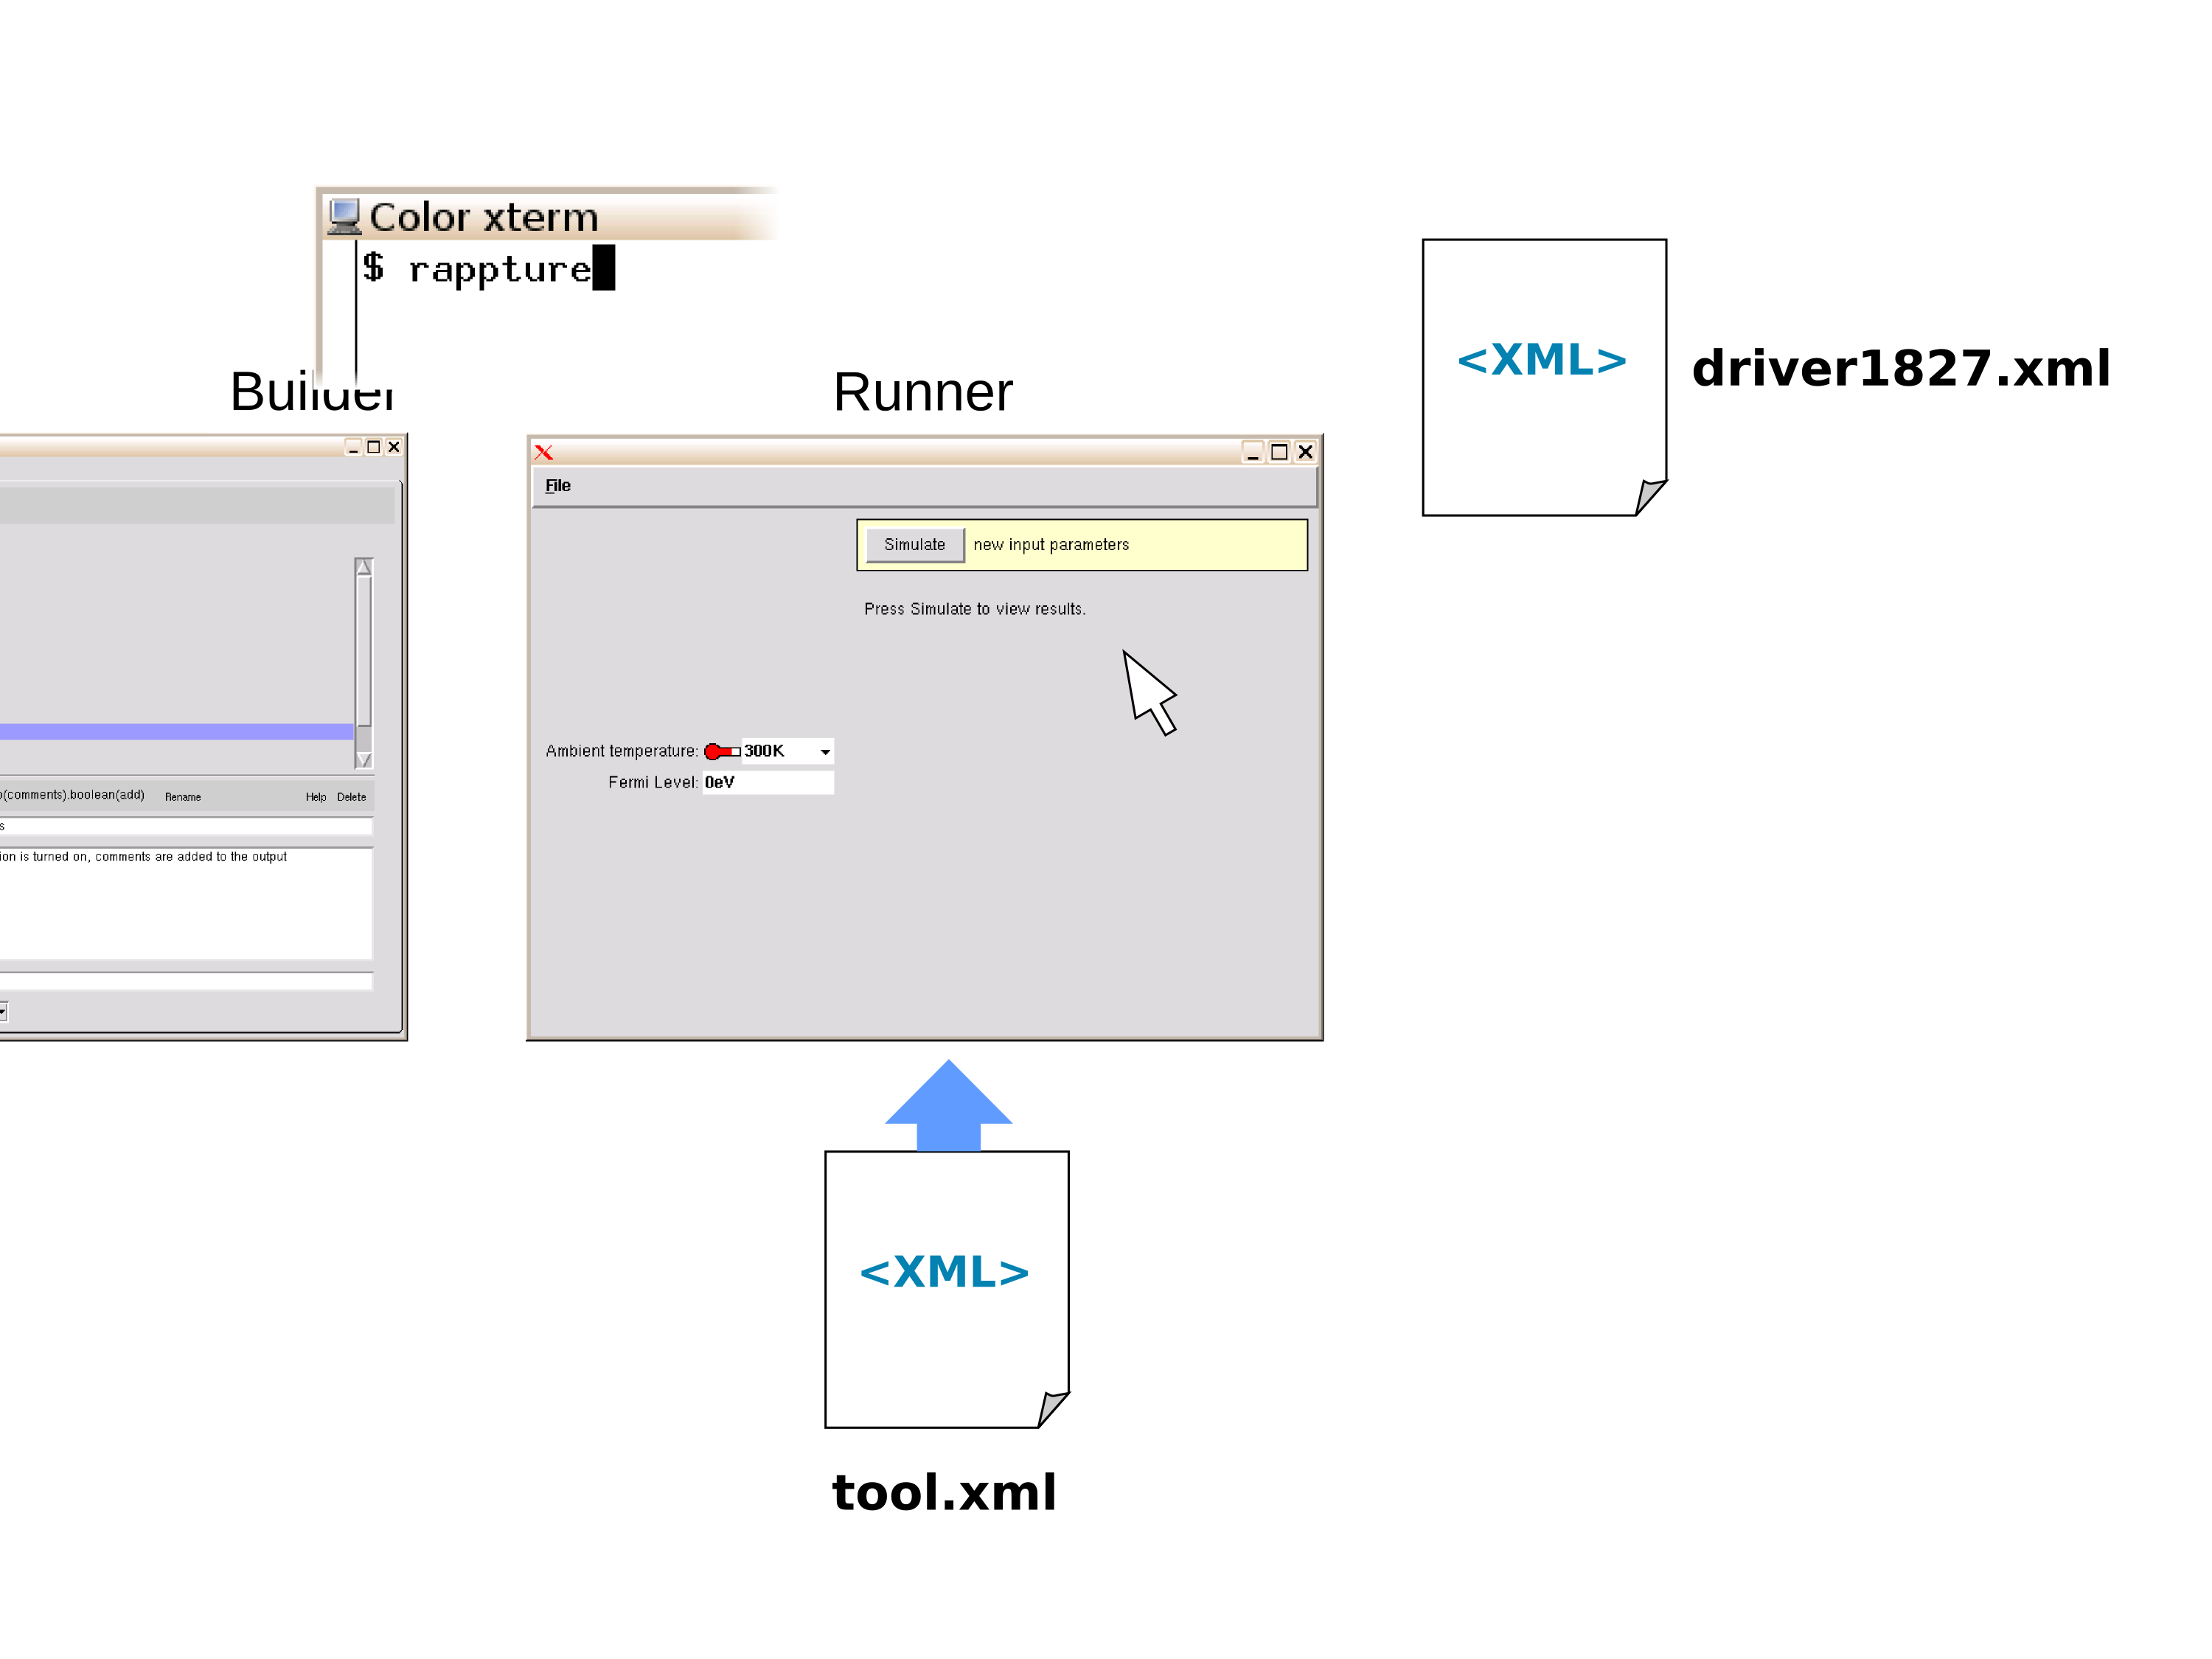 Color xterm
$ rappture
Builder
Runner
File
Simulate new input parameters
Press Simulate to view results.
Ambient temperature: 300K
Fermi Level: 0eV
(comments).boolean(add) Rename Help Delete
s
ion is turned on, comments are added to the output
<XML>
driver1827.xml
<XML>
tool.xml